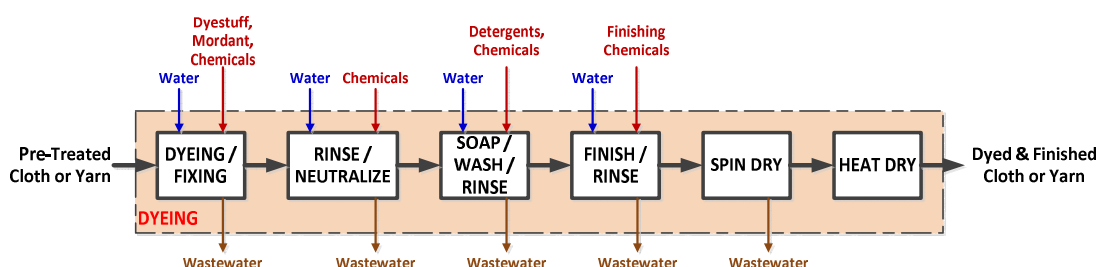 Dyestuff,
Mordant,
Chemicals
Detergents,
Chemicals
Finishing
Chemicals
Water
Water
Chemicals
Water
Water
Pre-Treated
Cloth or Yarn
DYEING /
FIXING
RINSE /
NEUTRALIZE
SOAP /
WASH /
RINSE
FINISH /
RINSE
SPIN DRY
HEAT DRY
Dyed & Finished
Cloth or Yarn
DYEING
Wastewater
Wastewater
Wastewater
Wastewater
Wastewater